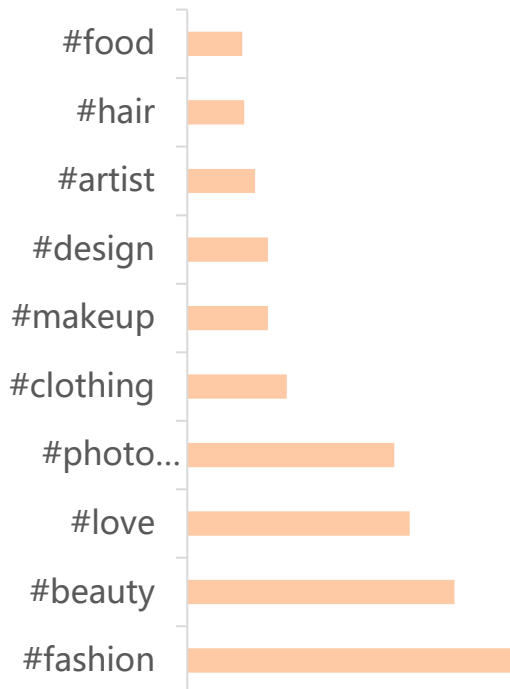 #food
#hair
#artist
#design
#makeup
#clothing
#photo...
#love
#beauty
#fashion